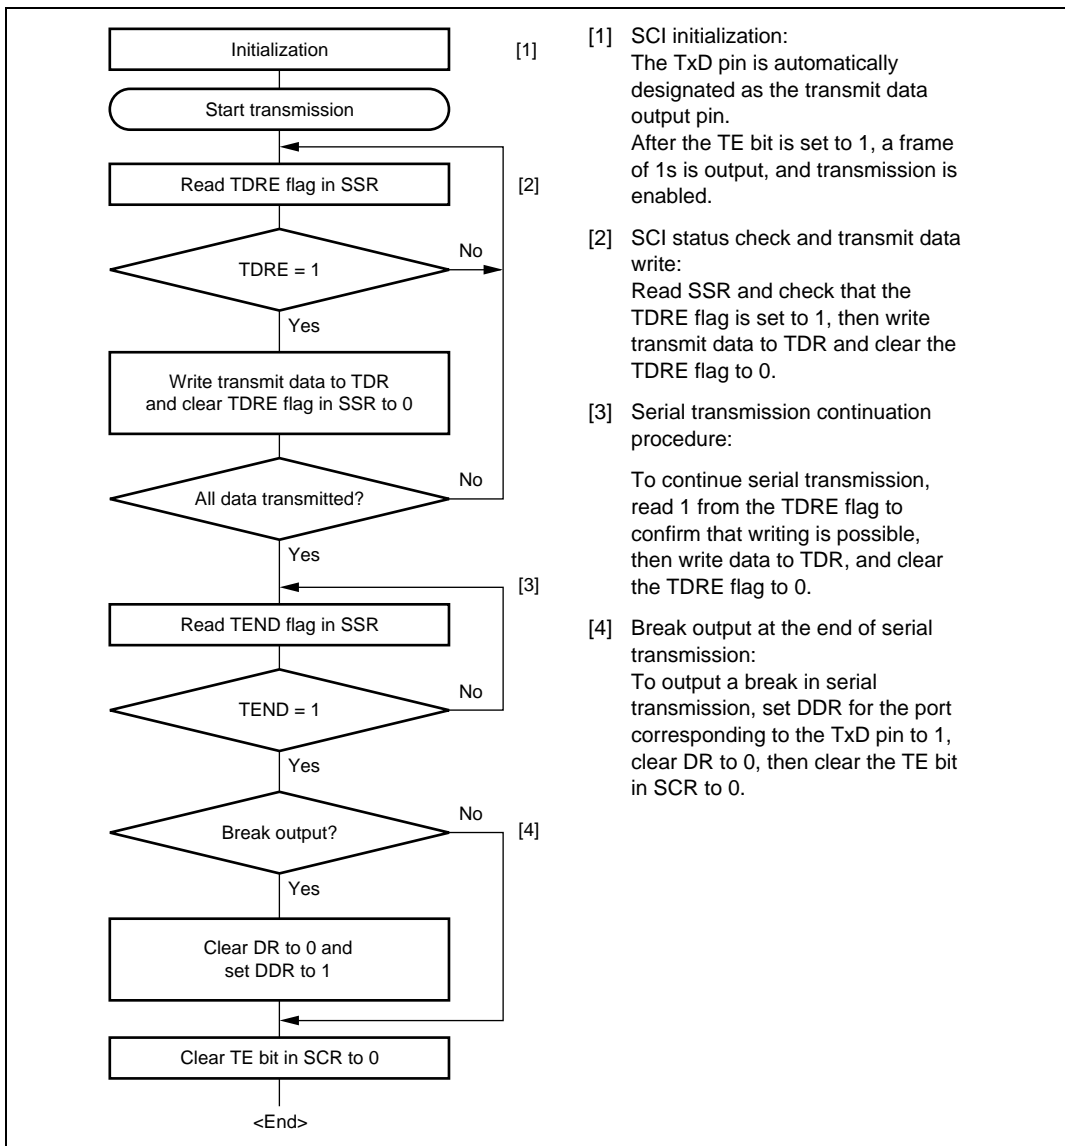 Initialization
[1]
Start transmission
Read TDRE flag in SSR
[2]
No
TDRE = 1
Yes
Write transmit data to TDR
and clear TDRE flag in SSR to 0
No
All data transmitted?
Yes
[3]
Read TEND flag in SSR
No
TEND = 1
Yes
No
Break output?
[4]
Yes
Clear DR to 0 and
set DDR to 1
Clear TE bit in SCR to 0
<End>
[1] SCI initialization:
The TxD pin is automatically
designated as the transmit data
output pin.
After the TE bit is set to 1, a frame
of 1s is output, and transmission is
enabled.
[2] SCI status check and transmit data
write:
Read SSR and check that the
TDRE flag is set to 1, then write
transmit data to TDR and clear the
TDRE flag to 0.
[3] Serial transmission continuation
procedure:
To continue serial transmission,
read 1 from the TDRE flag to
confirm that writing is possible,
then write data to TDR, and clear
the TDRE flag to 0.
[4] Break output at the end of serial
transmission:
To output a break in serial
transmission, set DDR for the port
corresponding to the TxD pin to 1,
clear DR to 0, then clear the TE bit
in SCR to 0.